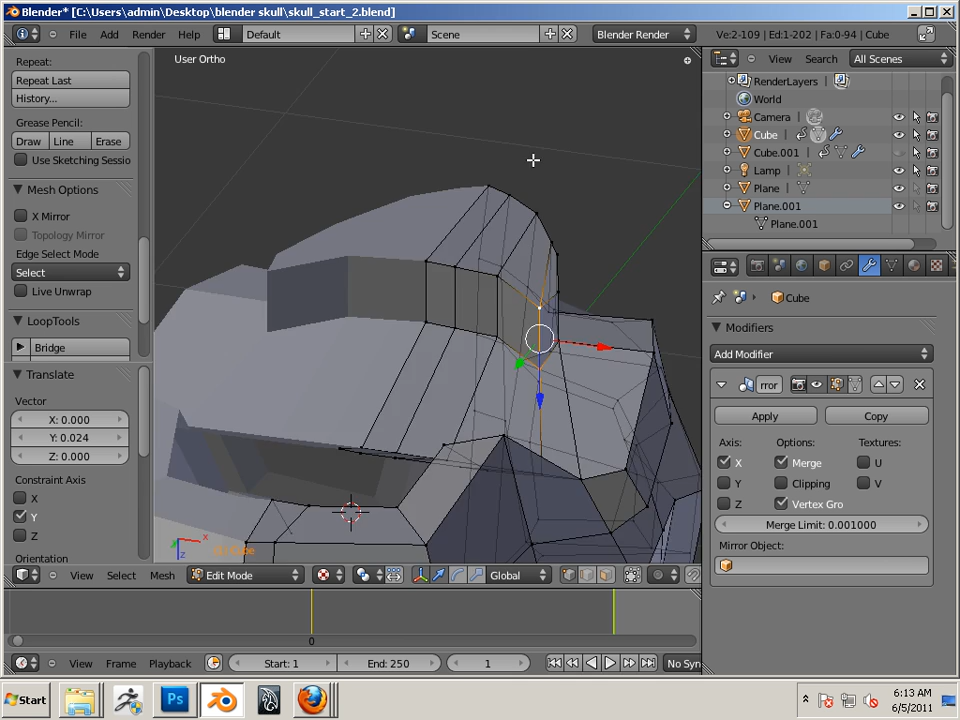 Blender* [C:\Users\admin\Desktop\blender skull\skull_start_2.blend]
File Add Render Help Default Scene Blender Render Ve:2-109 | Ed:1-202 | Fa:0-94 | Cube
Repeat:
Repeat Last
History...
Grease Pencil:
Draw Line Erase
Use Sketching Sessio
Mesh Options
X Mirror
Topology Mirror
Edge Select Mode
Select
Live Unwrap
LoopTools
Bridge
Translate
Vector
X: 0.000
Y: 0.024
Z: 0.000
Constraint Axis
X
Y
Z
Orientation
User Ortho
View Select Mesh Edit Mode Global
0
View Frame Playback Start: 1 End: 250 1 No Syn
View Search All Scenes
RenderLayers |
World
Camera |
Cube |
Cube.001 |
Lamp |
Plane |
Plane.001
Plane.001
Cube
Modifiers
Add Modifier
rror
Apply Copy
Axis: Options: Textures:
X Merge U
Y Clipping V
Z Vertex Gro
Merge Limit: 0.001000
Mirror Object:
Start Ps 6:13 AM
6/5/2011